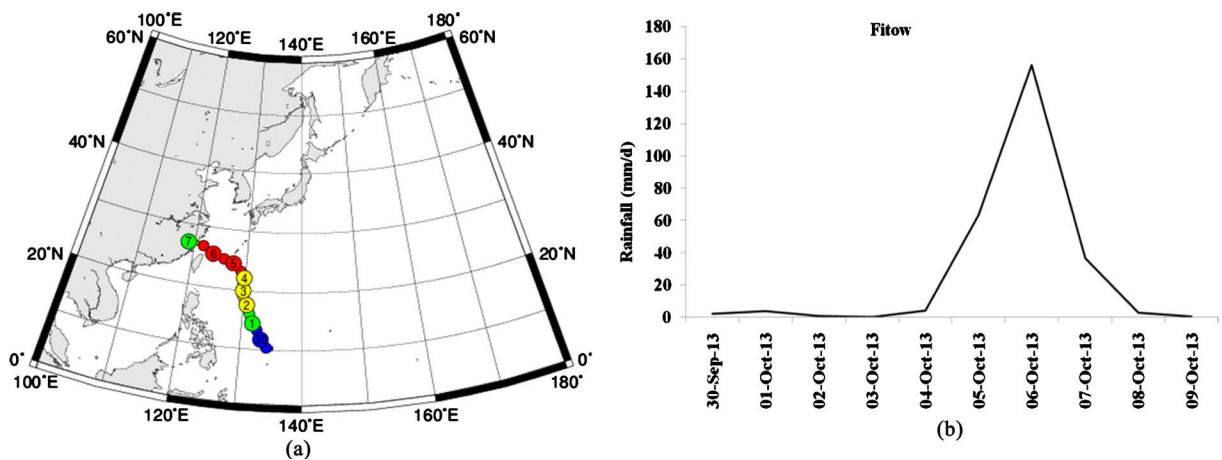 100°E 120°E 140°E 160°E 180°
60°N 60°N
40°N 40°N
20°N 20°N
0° 0°
7
6
5
4
3
2
1
100°E 120°E 140°E 160°E 180°
(a)
Fitow
Rainfall (mm/d)
180
160
140
120
100
80
60
40
20
0
30-Sep-13
01-Oct-13
02-Oct-13
03-Oct-13
04-Oct-13
05-Oct-13
06-Oct-13
07-Oct-13
08-Oct-13
09-Oct-13
(b)